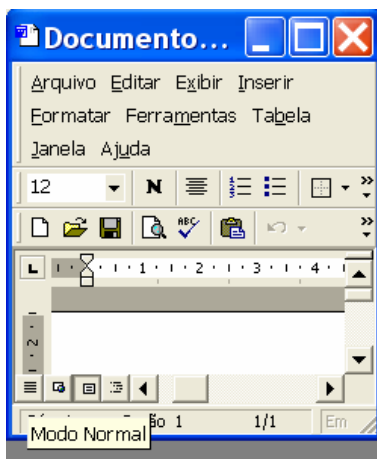 Documento...
Arquivo Editar Exibir Inserir
Formatar Ferramentas Tabela
Janela Ajuda
12 N
ABC
L 1 2 3 4
2
1 1/1 Em
Modo Normal